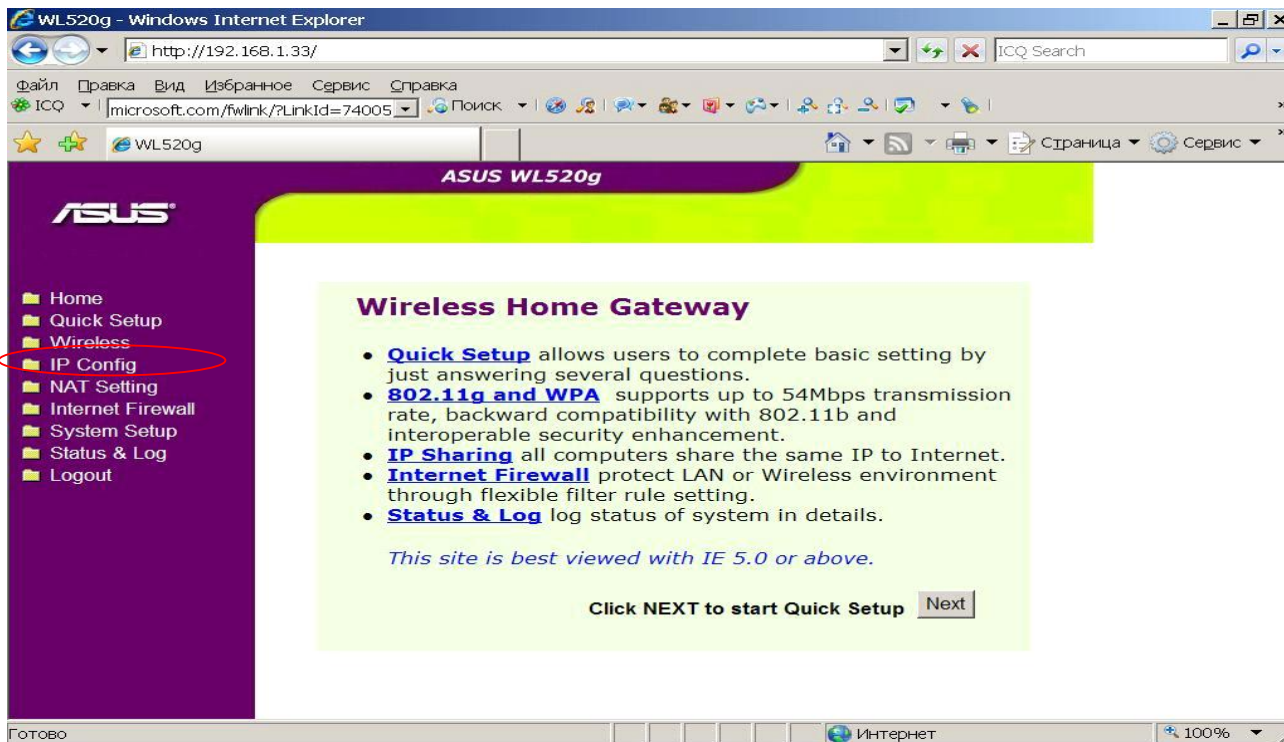 WL520g - Windows Internet Explorer
http://192.168.1.33/
ICQ Search
Файл Правка Вид Избранное Сервис Справка
ICQ microsoft.com/fwlink/?LinkId=74005 Поиск
WL520g Страница Сервис
ASUS WL520g
ASUS
Home
Quick Setup
Wireless
IP Config
NAT Setting
Internet Firewall
System Setup
Status & Log
Logout
Wireless Home Gateway
Quick Setup allows users to complete basic setting by
just answering several questions.
802.11g and WPA supports up to 54Mbps transmission
rate, backward compatibility with 802.11b and
interoperable security enhancement.
IP Sharing all computers share the same IP to Internet.
Internet Firewall protect LAN or Wireless environment
through flexible filter rule setting.
Status & Log log status of system in details.
This site is best viewed with IE 5.0 or above.
Click NEXT to start Quick Setup Next
Готово Интернет 100%